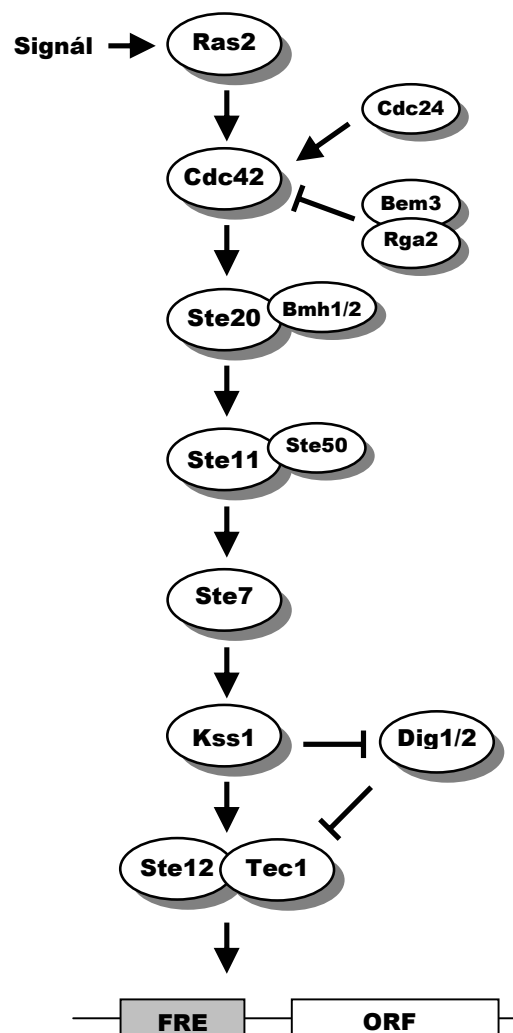 Signál
Ras2
Cdc24
Cdc42
Bem3
Rga2
Ste20
Bmh1/2
Ste11
Ste50
Ste7
Kss1
Dig1/2
Ste12
Tec1
FRE
ORF